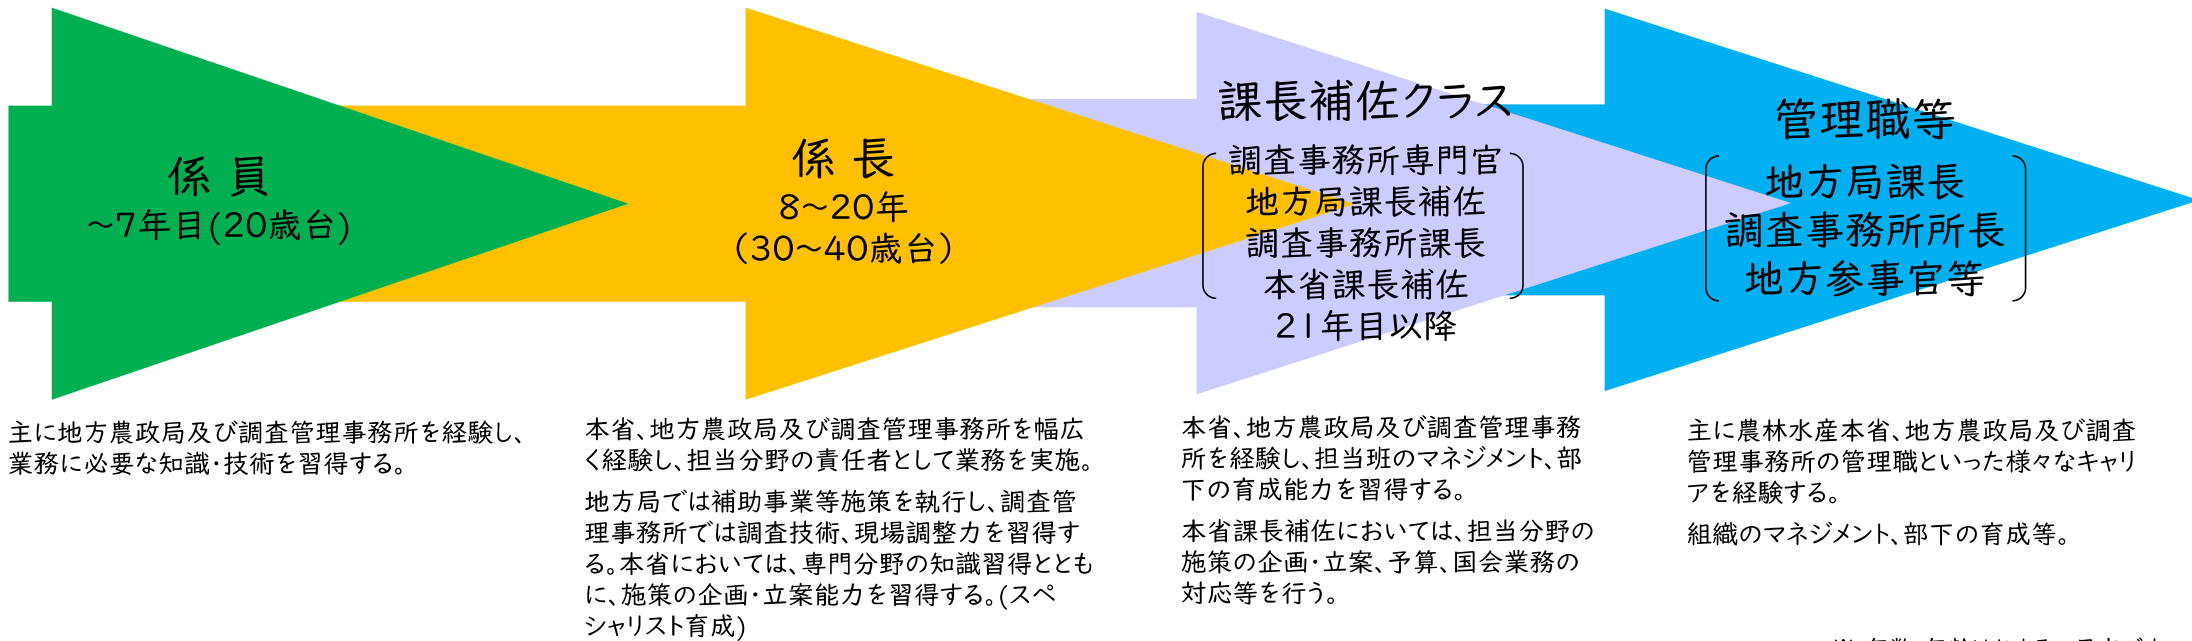 係 員
～7年目(20歳台)
係 長
8～20年
（30～40歳台）
課長補佐クラス
調査事務所専門官
地方局課長補佐
調査事務所課長
本省課長補佐
21年目以降
管理職等
地方局課長
調査事務所所長
地方参事官等
主に地方農政局及び調査管理事務所を経験し、
業務に必要な知識・技術を習得する。
本省、地方農政局及び調査管理事務所を幅広
く経験し、担当分野の責任者として業務を実施。
地方局では補助事業等施策を執行し、調査管
理事務所では調査技術、現場調整力を習得す
る。本省においては、専門分野の知識習得ととも
に、施策の企画・立案能力を習得する。(スペ
シャリスト育成)
本省、地方農政局及び調査管理事務
所を経験し、担当班のマネジメント、部
下の育成能力を習得する。
本省課長補佐においては、担当分野の
施策の企画・立案、予算、国会業務の
対応等を行う。
主に農林水産本省、地方農政局及び調査
管理事務所の管理職といった様々なキャリ
アを経験する。
組織のマネジメント、部下の育成等。